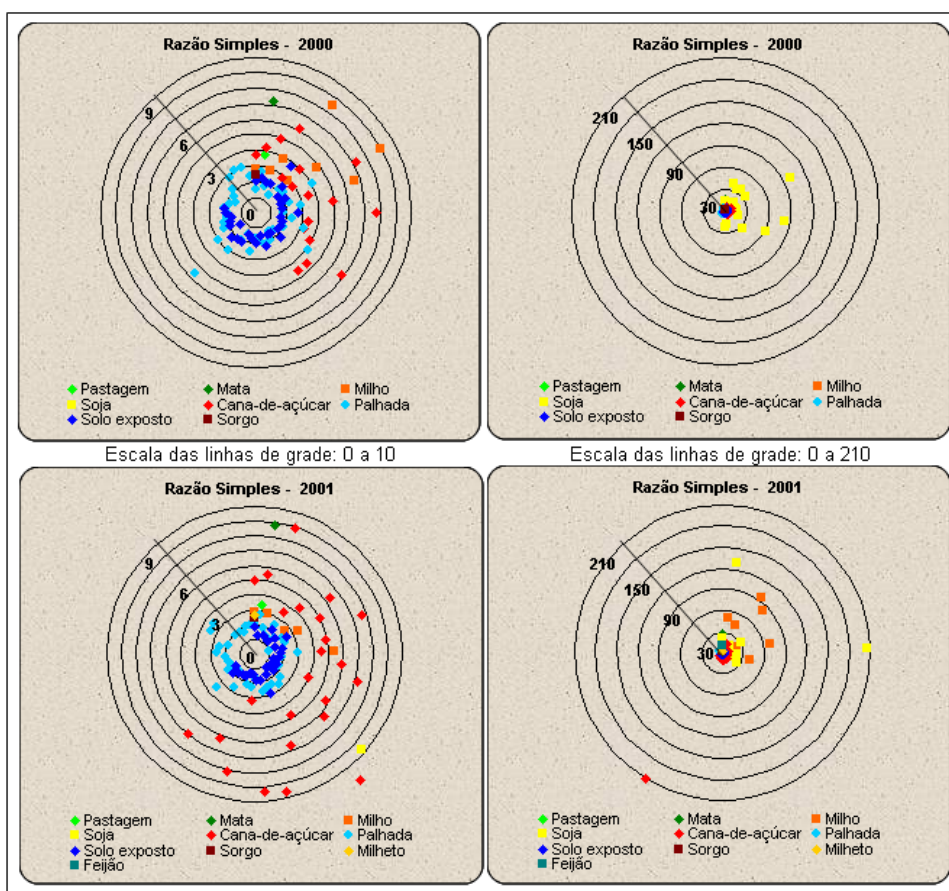 Razão Simples - 2000
9
6
3
0
Pastagem Mata Milho
Soja Cana-de-açúcar Palhada
Solo exposto Sorgo
Razão Simples - 2000
210
150
90
30
Pastagem Mata Milho
Soja Cana-de-açúcar Palhada
Solo exposto Sorgo
Escala das linhas de grade: 0 a 10
Escala das linhas de grade: 0 a 210
Razão Simples - 2001
9
6
3
0
Pastagem Mata Milho
Soja Cana-de-açúcar Palhada
Solo exposto Sorgo Milheto
Feijão
Razão Simples - 2001
210
150
90
30
Pastagem Mata Milho
Soja Cana-de-açúcar Palhada
Solo exposto Sorgo Milheto
Feijão